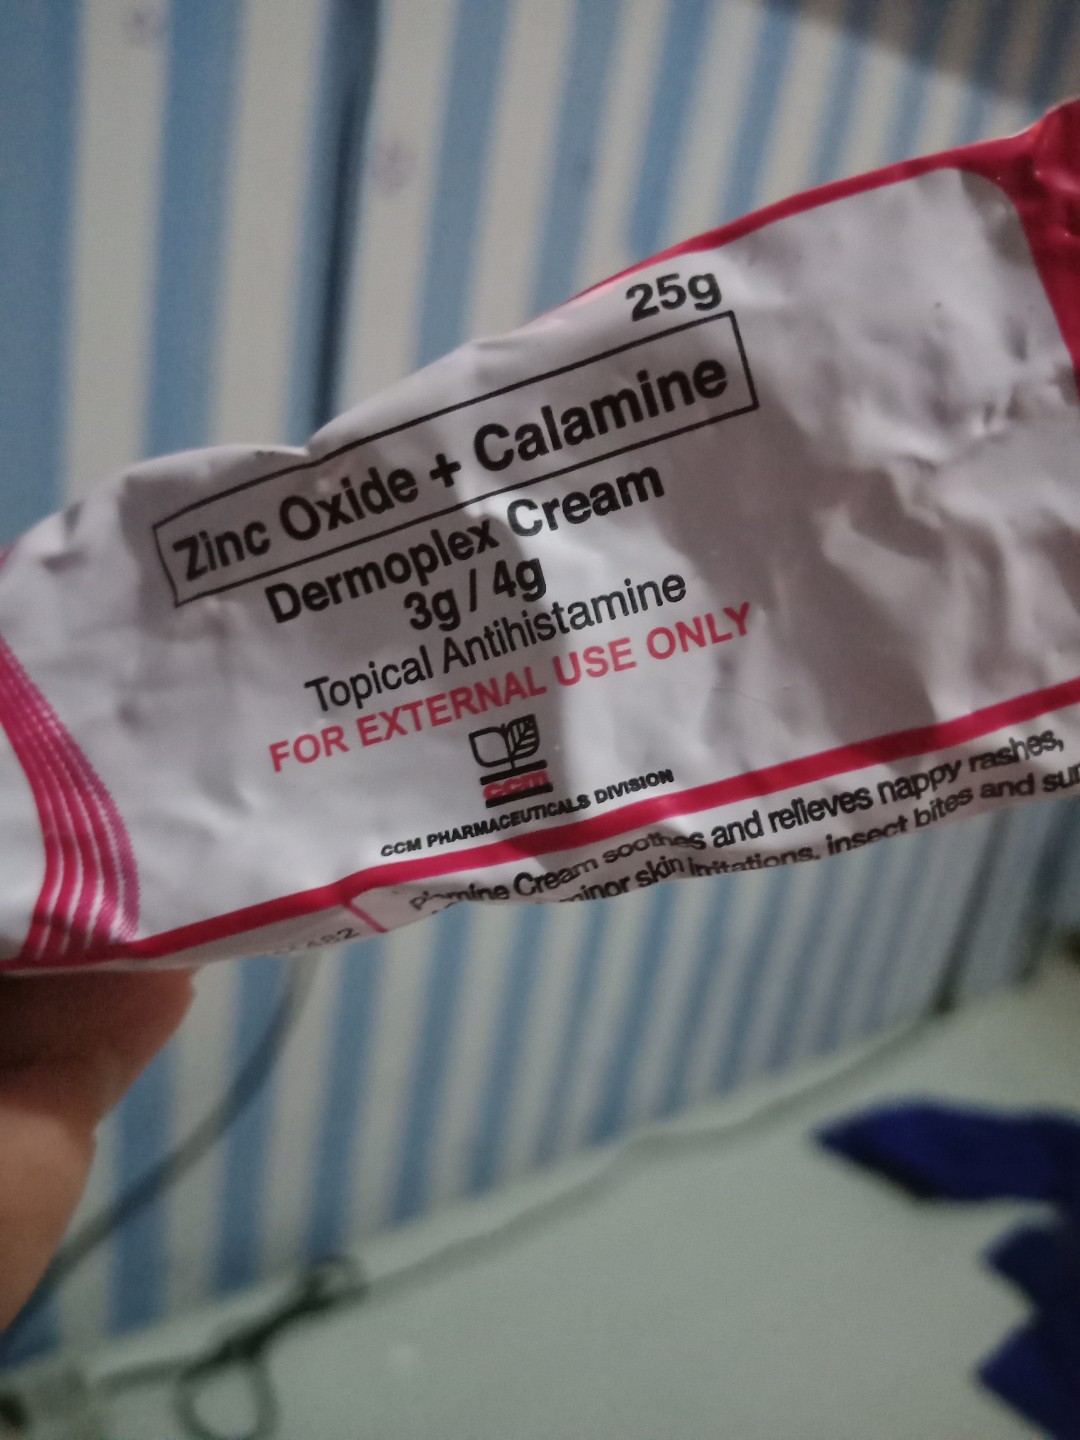 25g
Zinc Oxide + Calamine
Dermoplex Cream
3g / 4g
Topical Antihistamine
FOR EXTERNAL USE ONLY
ccm
CCM PHARMACEUTICALS DIVISION
Cream soothes and relieves nappy rashes,
minor skin irritations, insect bites and